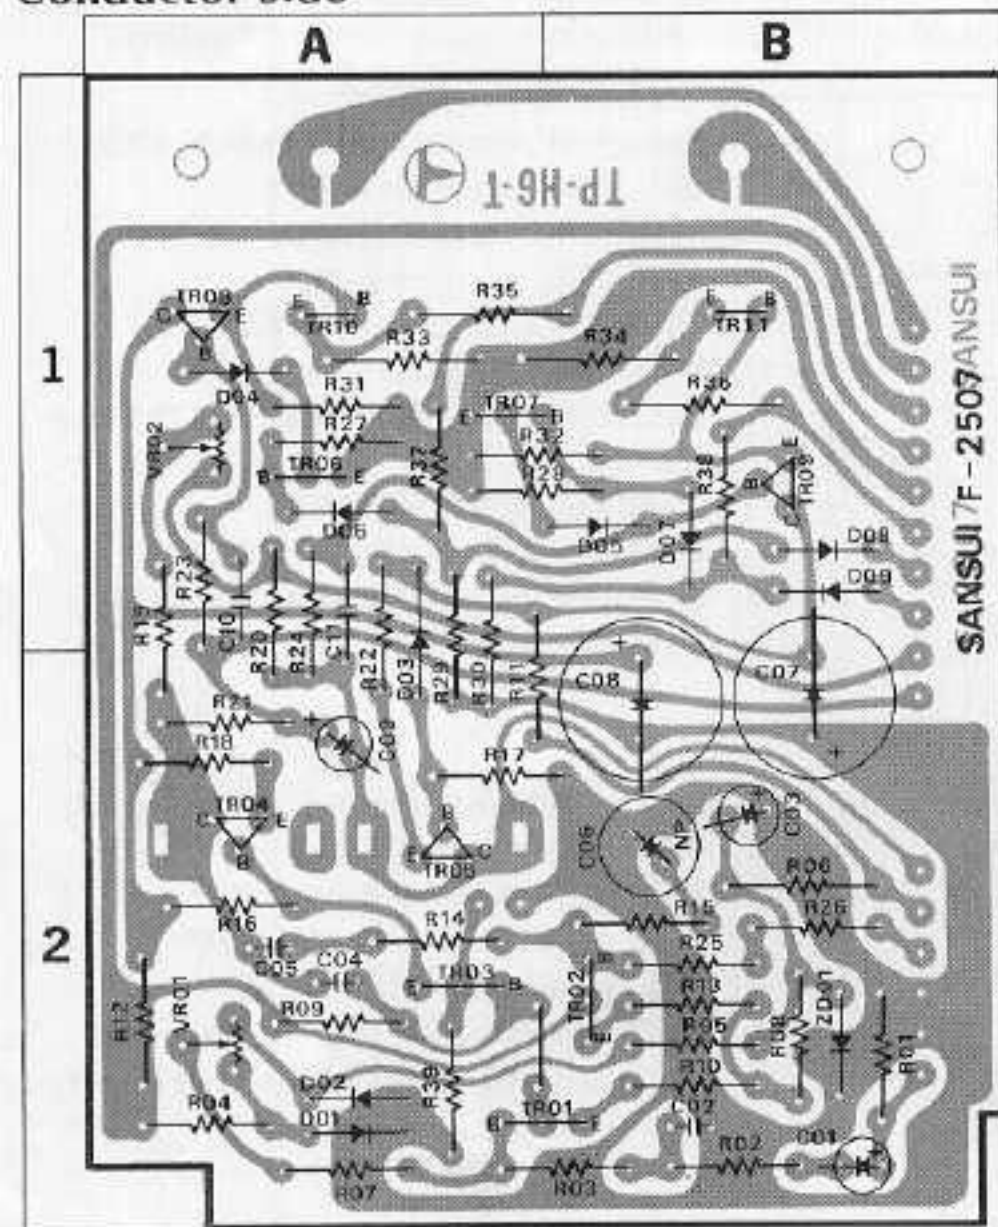 Conductor Side
A B
TP-H6-T
1
TR08
C E
B
E B
TR10
R35
E B
TR11
R33
R34
D04
R31
R36
VR02
R27
TR07
E B
R32
R28
TR06
B E
R37
R38
E
B TR09
C
D06
D05
D07
D08
D09
R23
R19
C10
R20
R24
C11
R22
D03
R29
R30
R11
C08
C07
+
+
SANSUI 7F-2507 ANSUI
R21
R18
+
C09
R17
TR04
C E
B
B
E C
TR05
C06
NP
+
C03
R06
2
R16
R14
R15
R26
C05
C04
TR03
E B
TR02
R25
R13
ZD01
R12
R09
R05
R08
R01
R10
D02
R39
R04
D01
TR01
B E
C02
R02
C01
+
R07
R03